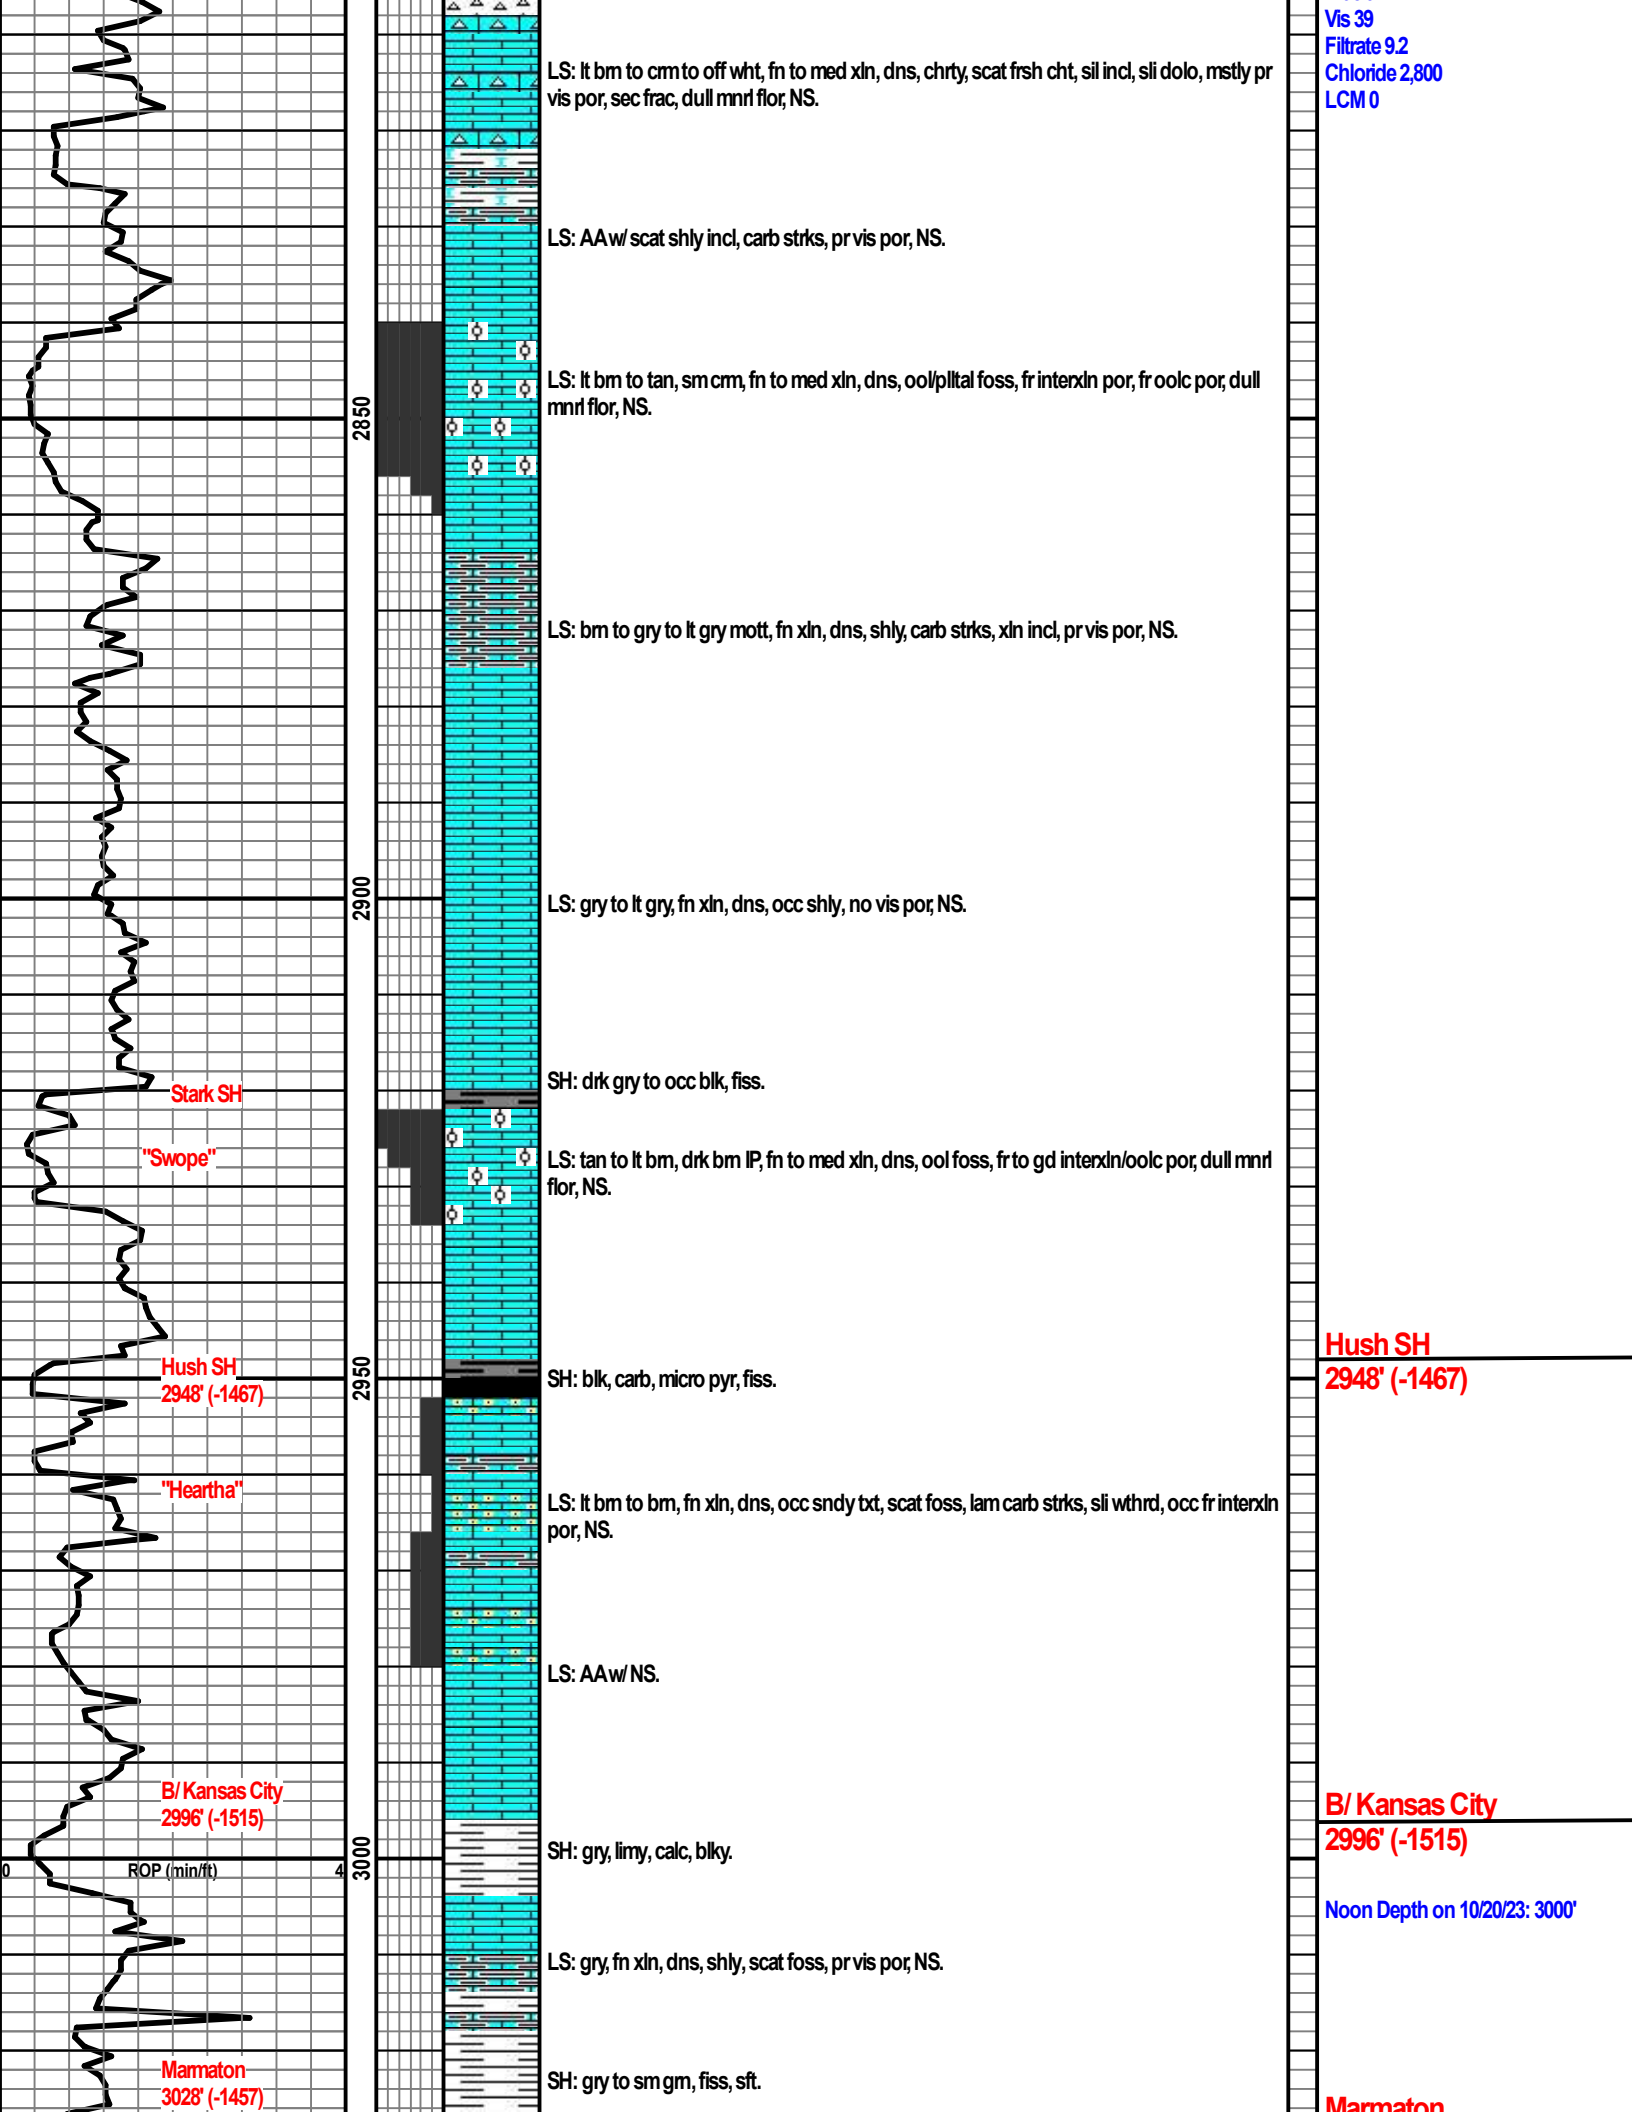 Vis 39
Filtrate 9.2
Chloride 2,800
LCM 0
LS: lt brn to crm to off wht, fn to med xln, dns, chrty, scat frsh cht, sil incl, sli dolo, mstly pr
vis por, sec frac, dull mnrl flor, NS.
LS: AA w/ scat shly incl, carb strks, pr vis por, NS.
LS: lt brn to tan, sm crm, fn to med xln, dns, ool/plltal foss, fr interxln por, fr oolc por, dull
mnrl flor, NS.
2850
LS: brn to gry to lt gry mott, fn xln, dns, shly, carb strks, xln incl, pr vis por, NS.
2900
LS: gry to lt gry, fn xln, dns, occ shly, no vis por, NS.
SH: drk gry to occ blk, fiss.
Stark SH
"Swope"
LS: tan to lt brn, drk brn IP, fn to med xln, dns, ool foss, fr to gd interxln/oolc por, dull mnrl
flor, NS.
Hush SH
2948' (-1467)
2950
SH: blk, carb, micro pyr, fiss.
Hush SH
2948' (-1467)
"Heartha"
LS: lt brn to brn, fn xln, dns, occ sndy txt, scat foss, lam carb strks, sli wthrd, occ fr interxln
por, NS.
LS: AA w/ NS.
B/ Kansas City
2996' (-1515)
B/ Kansas City
2996' (-1515)
SH: gry, limy, calc, blky.
0 ROP (min/ft) 4
3000
Noon Depth on 10/20/23: 3000'
LS: gry, fn xln, dns, shly, scat foss, pr vis por, NS.
Marmaton
3028' (-1457)
SH: gry to sm grn, fiss, sft.
Marmaton